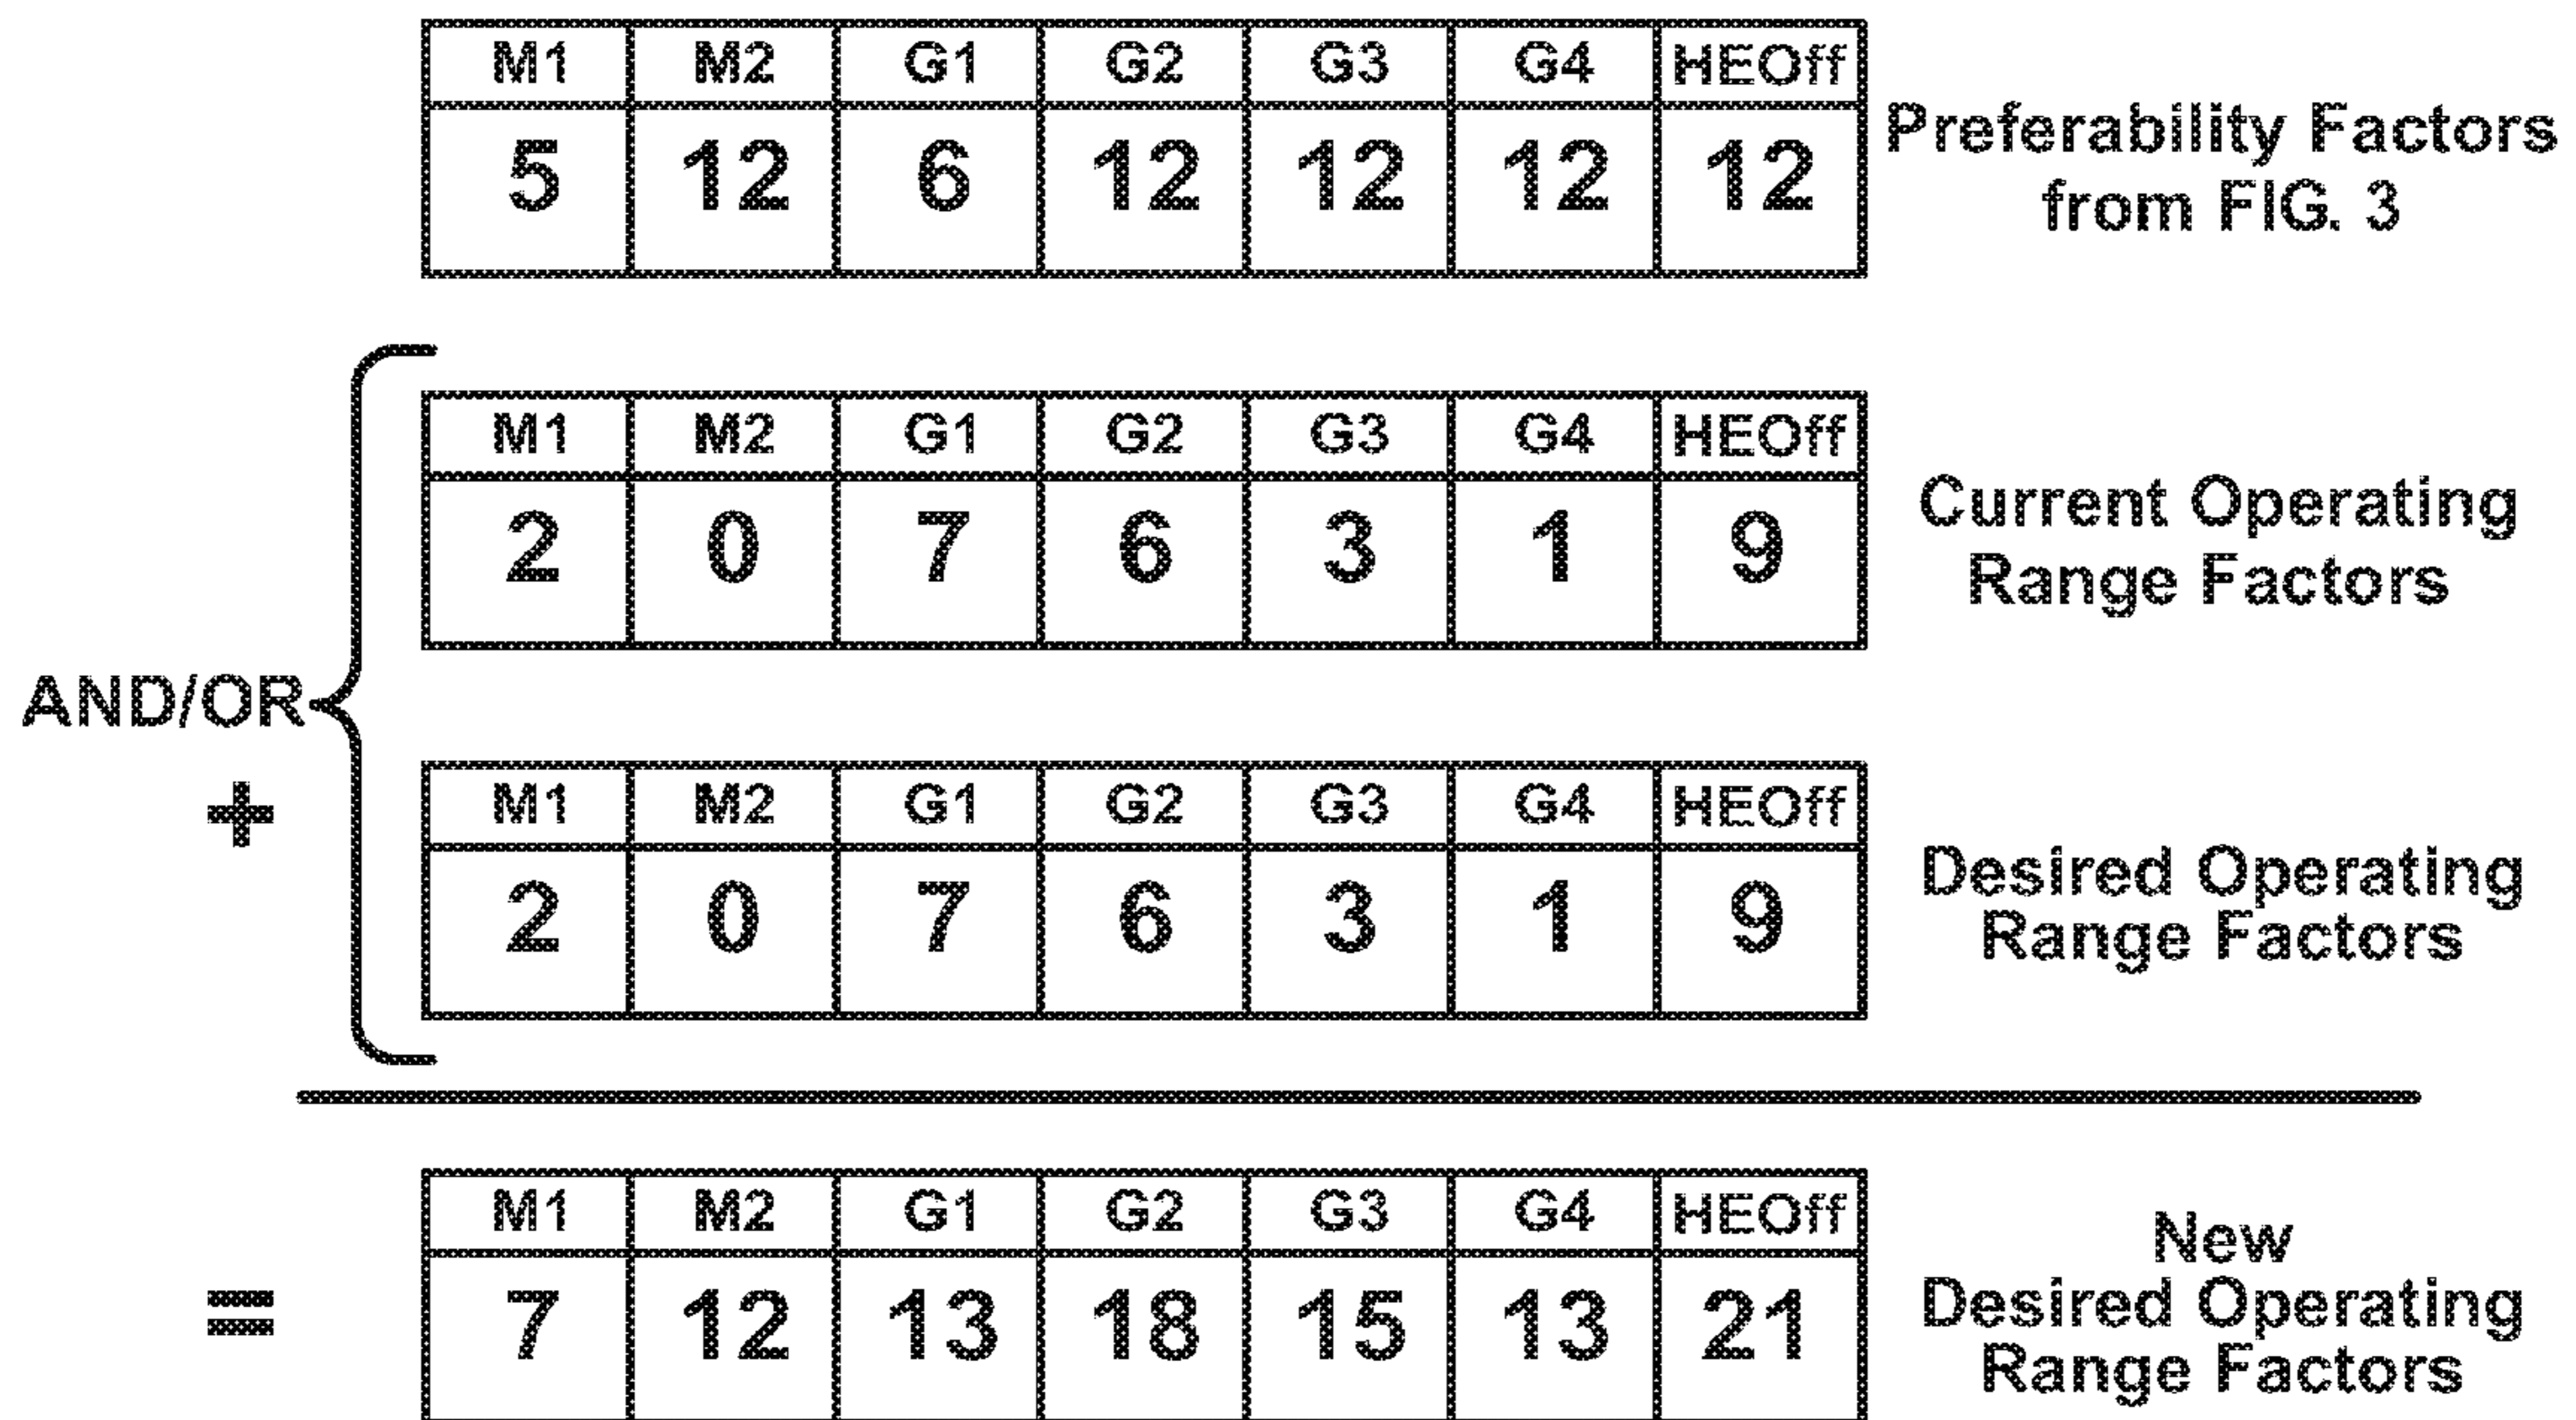 M1 M2 G1 G2 G3 G4 HEOff
5 12 6 12 12 12 12
Preferability Factors
from FIG. 3
M1 M2 G1 G2 G3 G4 HEOff
2 0 7 6 3 1 9
Current Operating
Range Factors
AND/OR
+
M1 M2 G1 G2 G3 G4 HEOff
2 0 7 6 3 1 9
Desired Operating
Range Factors
=
M1 M2 G1 G2 G3 G4 HEOff
7 12 13 18 15 13 21
New
Desired Operating
Range Factors